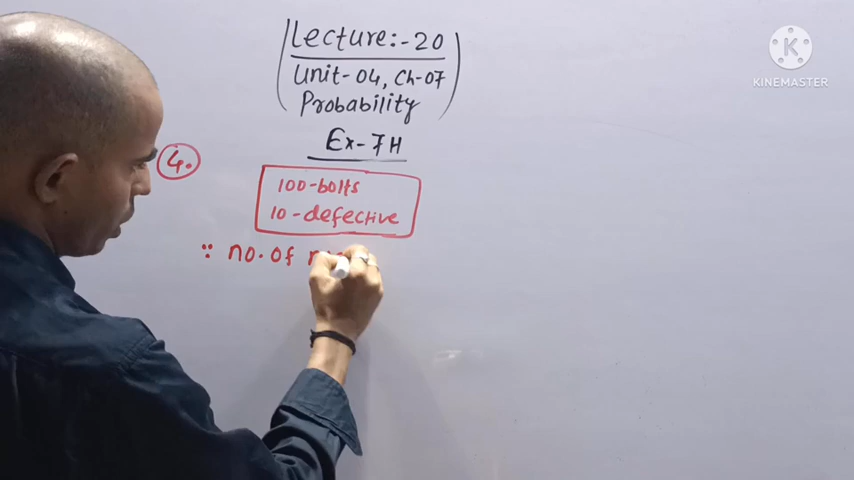 Lecture:-20
Unit-04, Ch-07
Probability
Ex-7H
4.
100-bolts
10-defective
∵ no. of
KINEMASTER